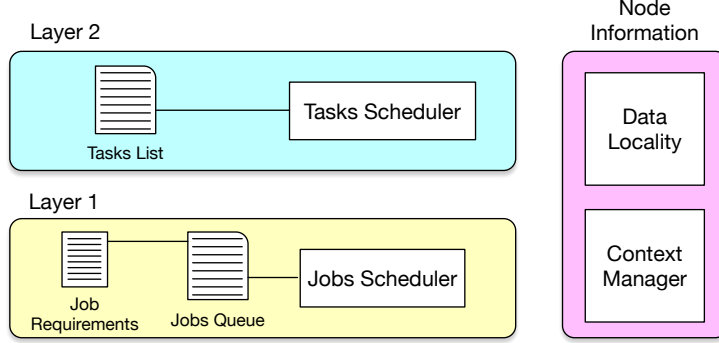 Layer 2
Tasks List
Tasks Scheduler
Layer 1
Job
Requirements
Jobs Queue
Jobs Scheduler
Node
Information
Data
Locality
Context
Manager